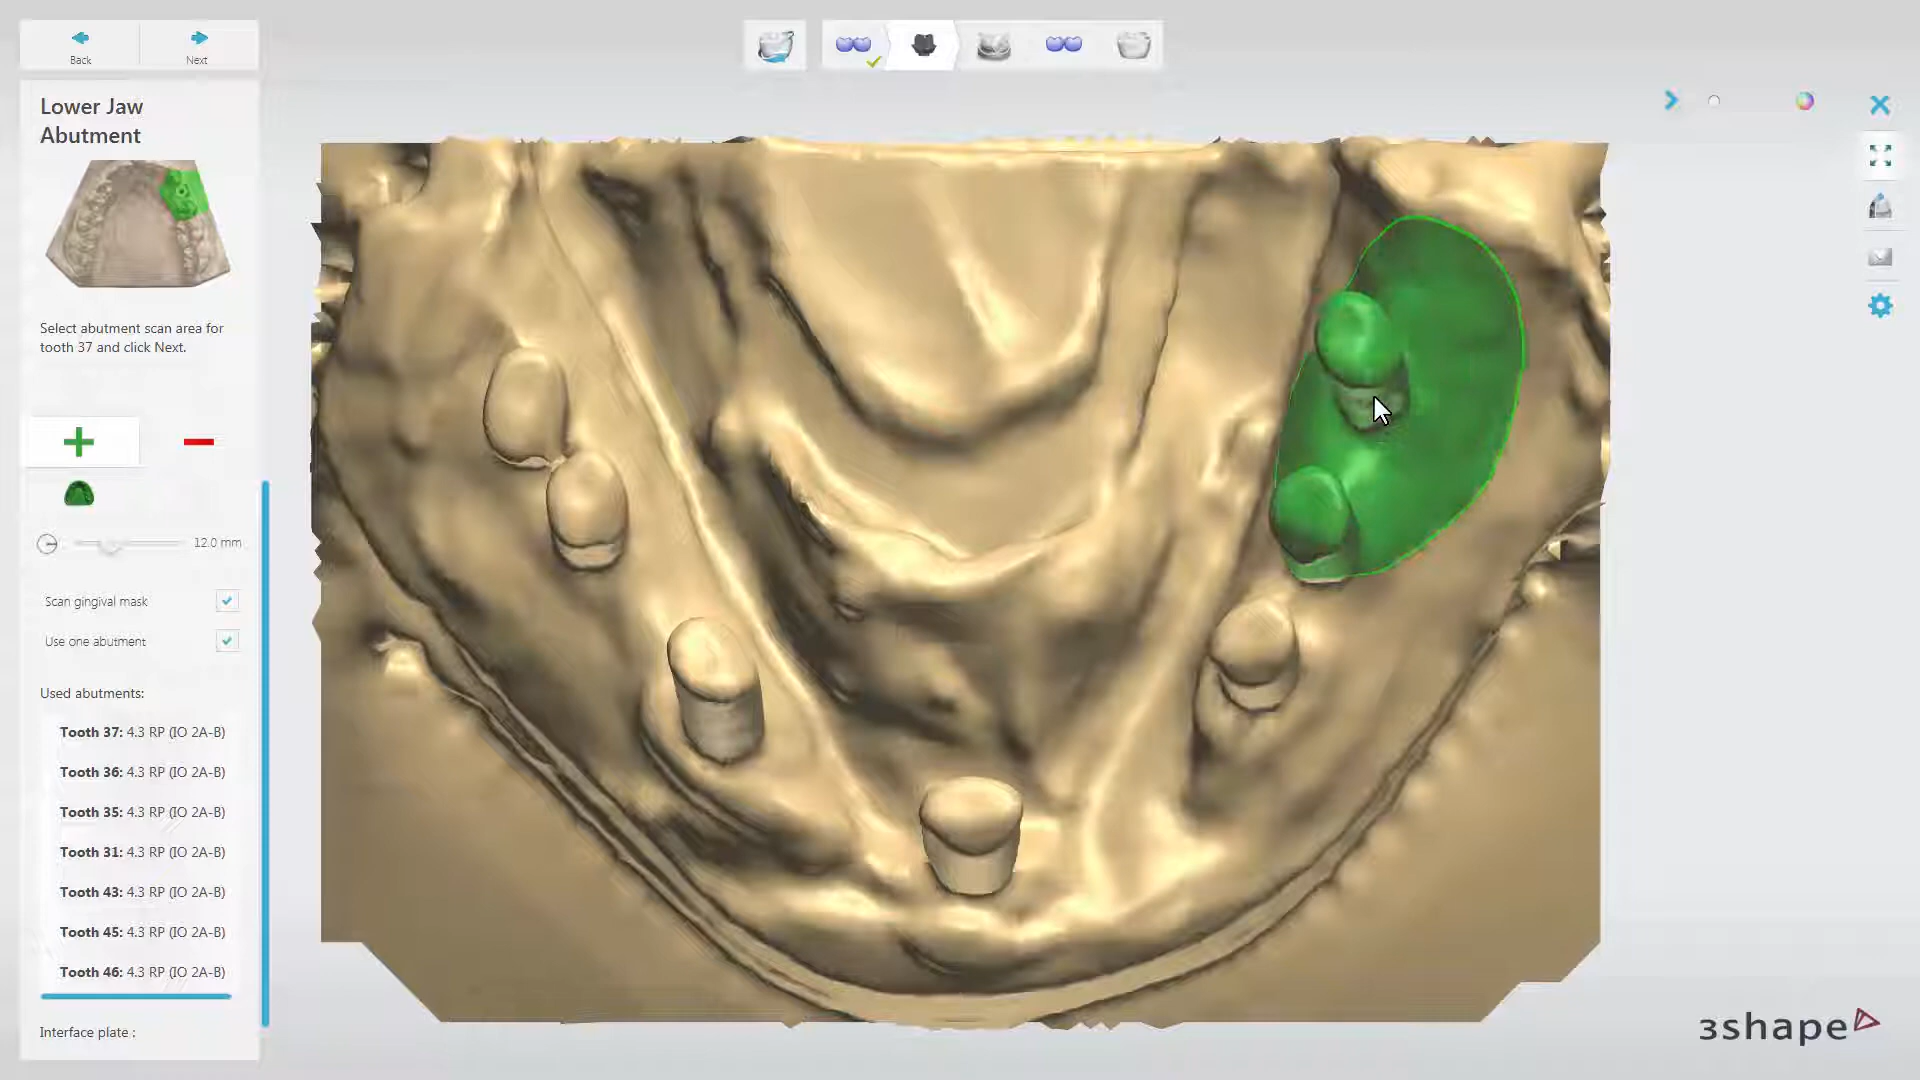 Back
Next
Lower Jaw
Abutment
Select abutment scan area for
tooth 37 and click Next.
12.0 mm
Scan gingival mask
Use one abutment
Used abutments:
Tooth 37: 4.3 RP (IO 2A-B)
Tooth 36: 4.3 RP (IO 2A-B)
Tooth 35: 4.3 RP (IO 2A-B)
Tooth 31: 4.3 RP (IO 2A-B)
Tooth 43: 4.3 RP (IO 2A-B)
Tooth 45: 4.3 RP (IO 2A-B)
Tooth 46: 4.3 RP (IO 2A-B)
Interface plate :
3shape